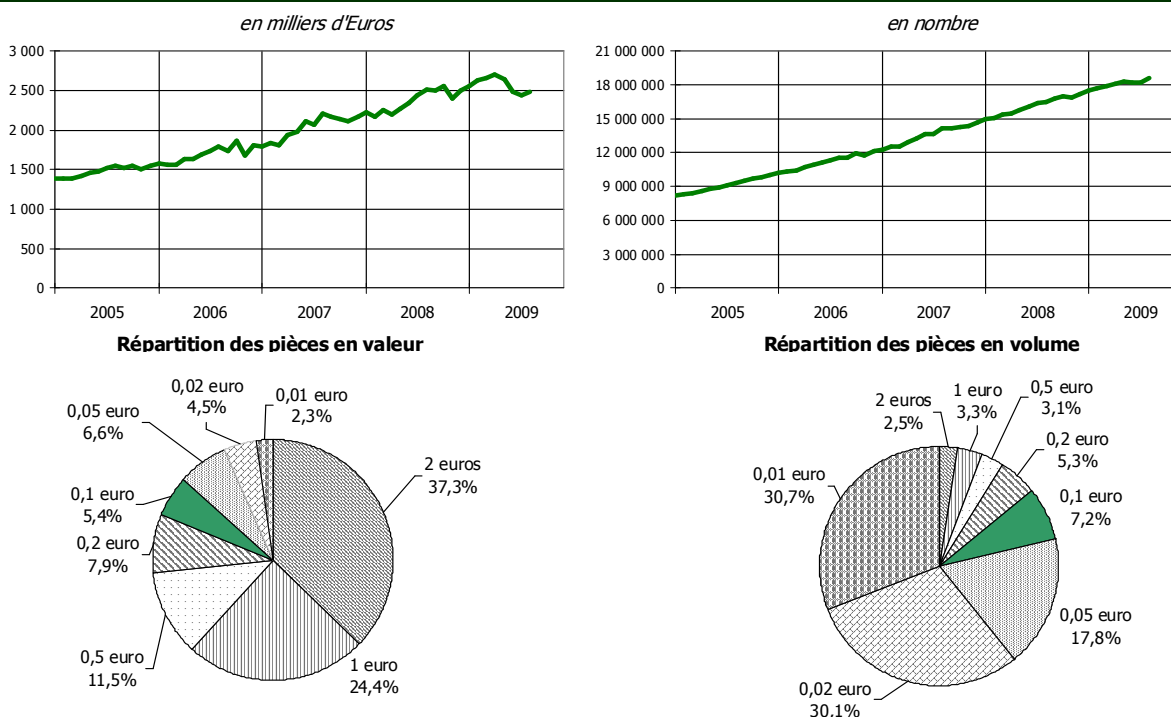 en milliers d'Euros
3 000
2 500
2 000
1 500
1 000
500
0
2005
2006
2007
2008
2009
en nombre
21 000 000
18 000 000
15 000 000
12 000 000
9 000 000
6 000 000
3 000 000
0
2005
2006
2007
2008
2009
Répartition des pièces en valeur
0,02 euro
4,5%
0,01 euro
2,3%
0,05 euro
6,6%
2 euros
37,3%
0,1 euro
5,4%
0,2 euro
7,9%
0,5 euro
11,5%
1 euro
24,4%
Répartition des pièces en volume
2 euros
2,5%
1 euro
3,3%
0,5 euro
3,1%
0,2 euro
5,3%
0,01 euro
30,7%
0,1 euro
7,2%
0,05 euro
17,8%
0,02 euro
30,1%